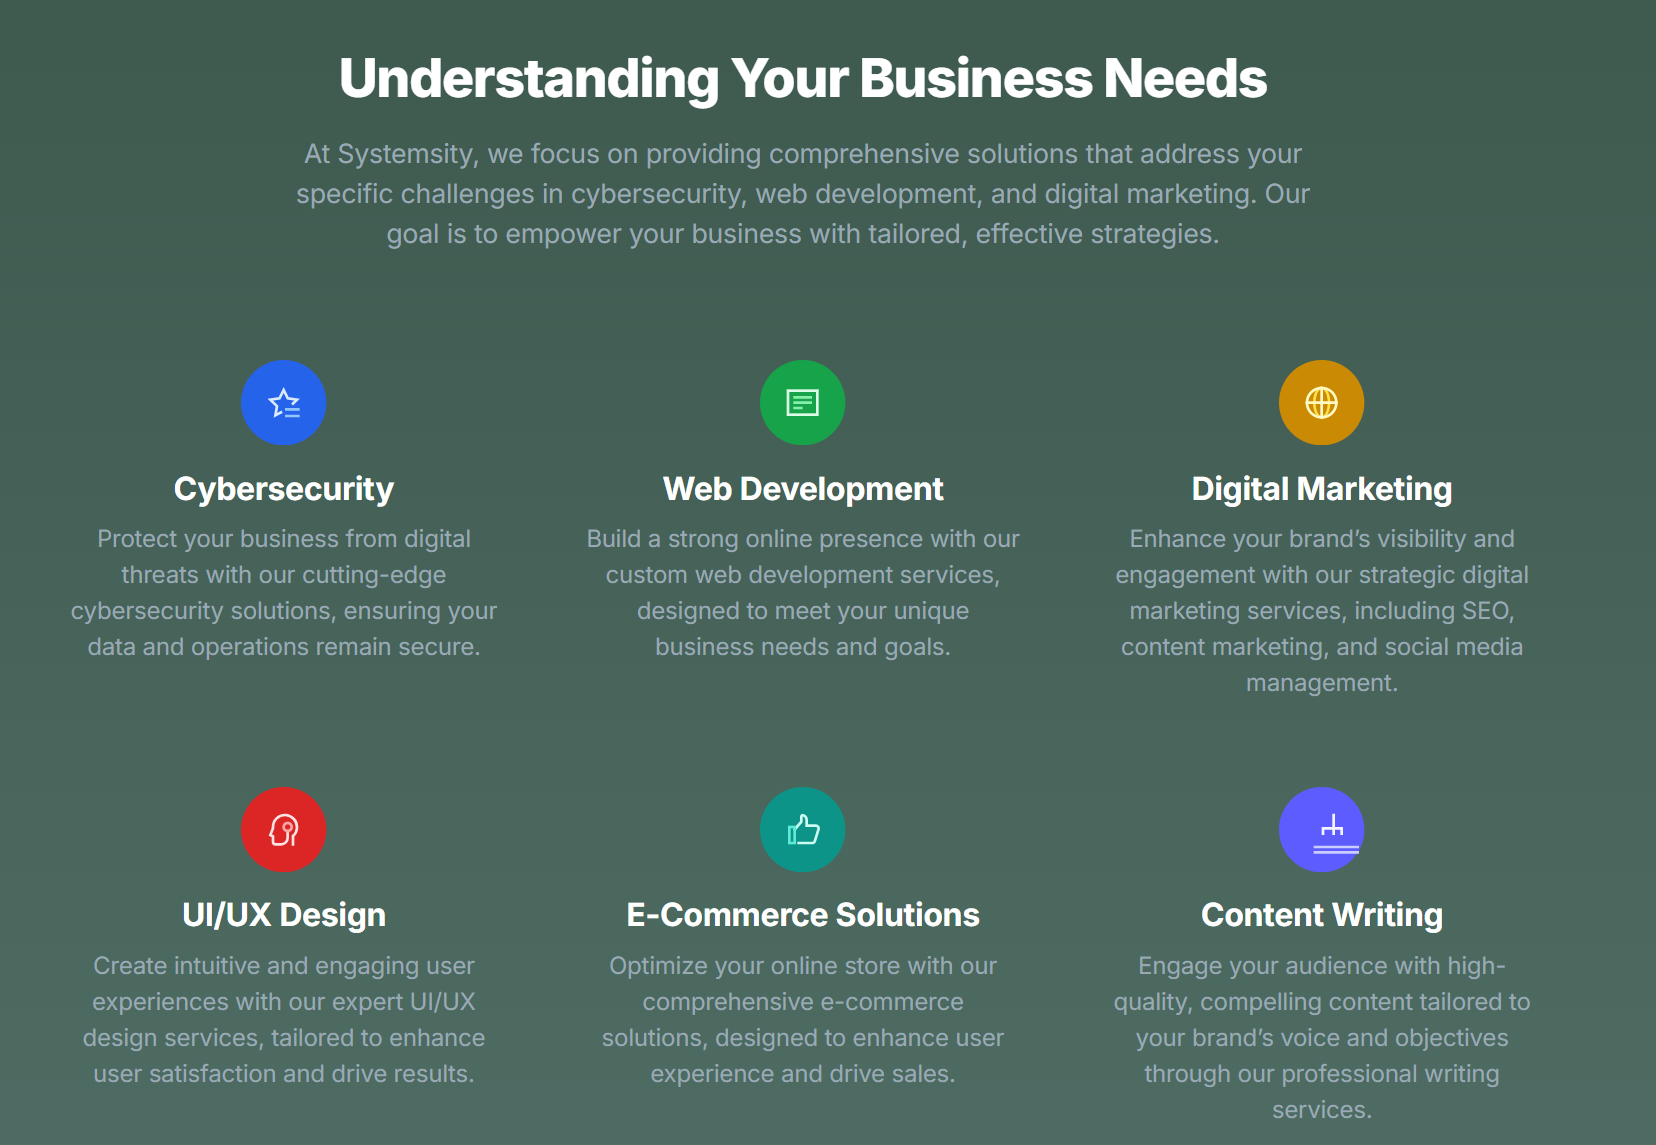 Understanding Your Business Needs
At Systemsity, we focus on providing comprehensive solutions that address your
specific challenges in cybersecurity, web development, and digital marketing. Our
goal is to empower your business with tailored, effective strategies.
Cybersecurity
Protect your business from digital
threats with our cutting-edge
cybersecurity solutions, ensuring your
data and operations remain secure.
Web Development
Build a strong online presence with our
custom web development services,
designed to meet your unique
business needs and goals.
Digital Marketing
Enhance your brand’s visibility and
engagement with our strategic digital
marketing services, including SEO,
content marketing, and social media
management.
UI/UX Design
Create intuitive and engaging user
experiences with our expert UI/UX
design services, tailored to enhance
user satisfaction and drive results.
E-Commerce Solutions
Optimize your online store with our
comprehensive e-commerce
solutions, designed to enhance user
experience and drive sales.
Content Writing
Engage your audience with high-
quality, compelling content tailored to
your brand’s voice and objectives
through our professional writing
services.